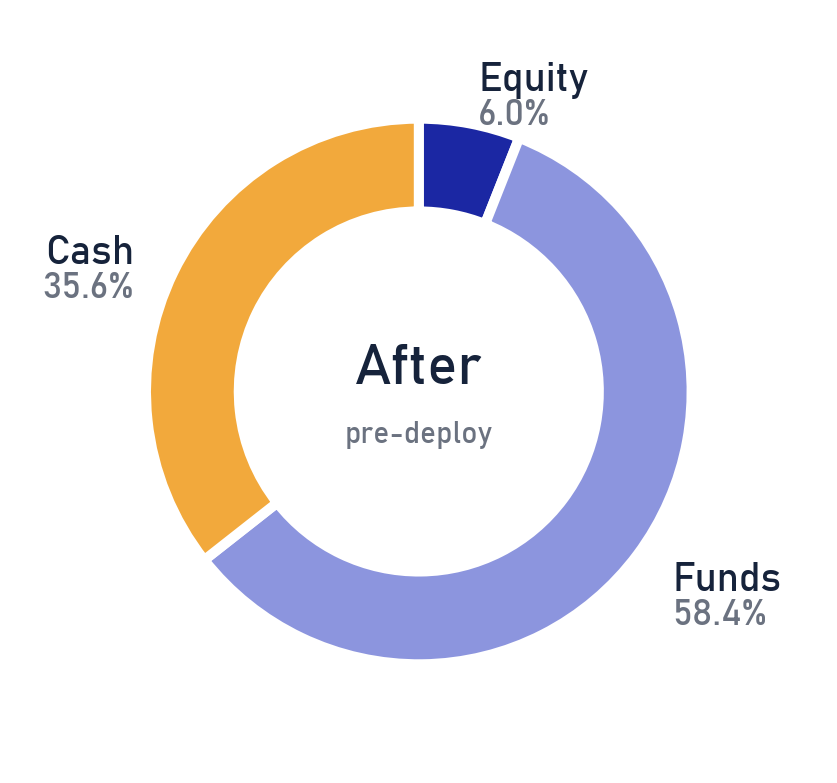 Equity
6.0%
Cash
35.6%
After
pre-deploy
Funds
58.4%